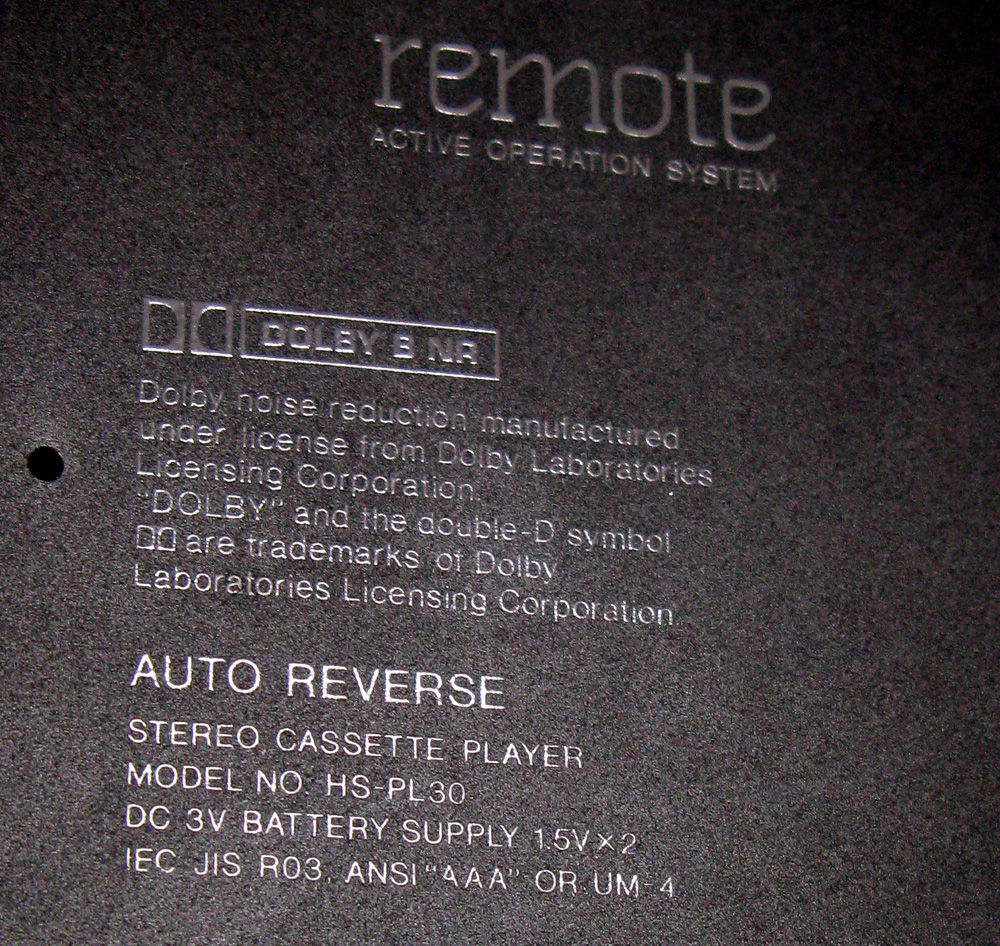 remote
ACTIVE OPERATION SYSTEM
DOLBY B NR
Dolby noise reduction manufactured
under license from Dolby Laboratories
Licensing Corporation.
"DOLBY" and the double-D symbol
are trademarks of Dolby
Laboratories Licensing Corporation.
AUTO REVERSE
STEREO CASSETTE PLAYER
MODEL NO. HS-PL30
DC 3V BATTERY SUPPLY 1.5V×2
IEC JIS R03, ANSI "AAA" OR UM-4